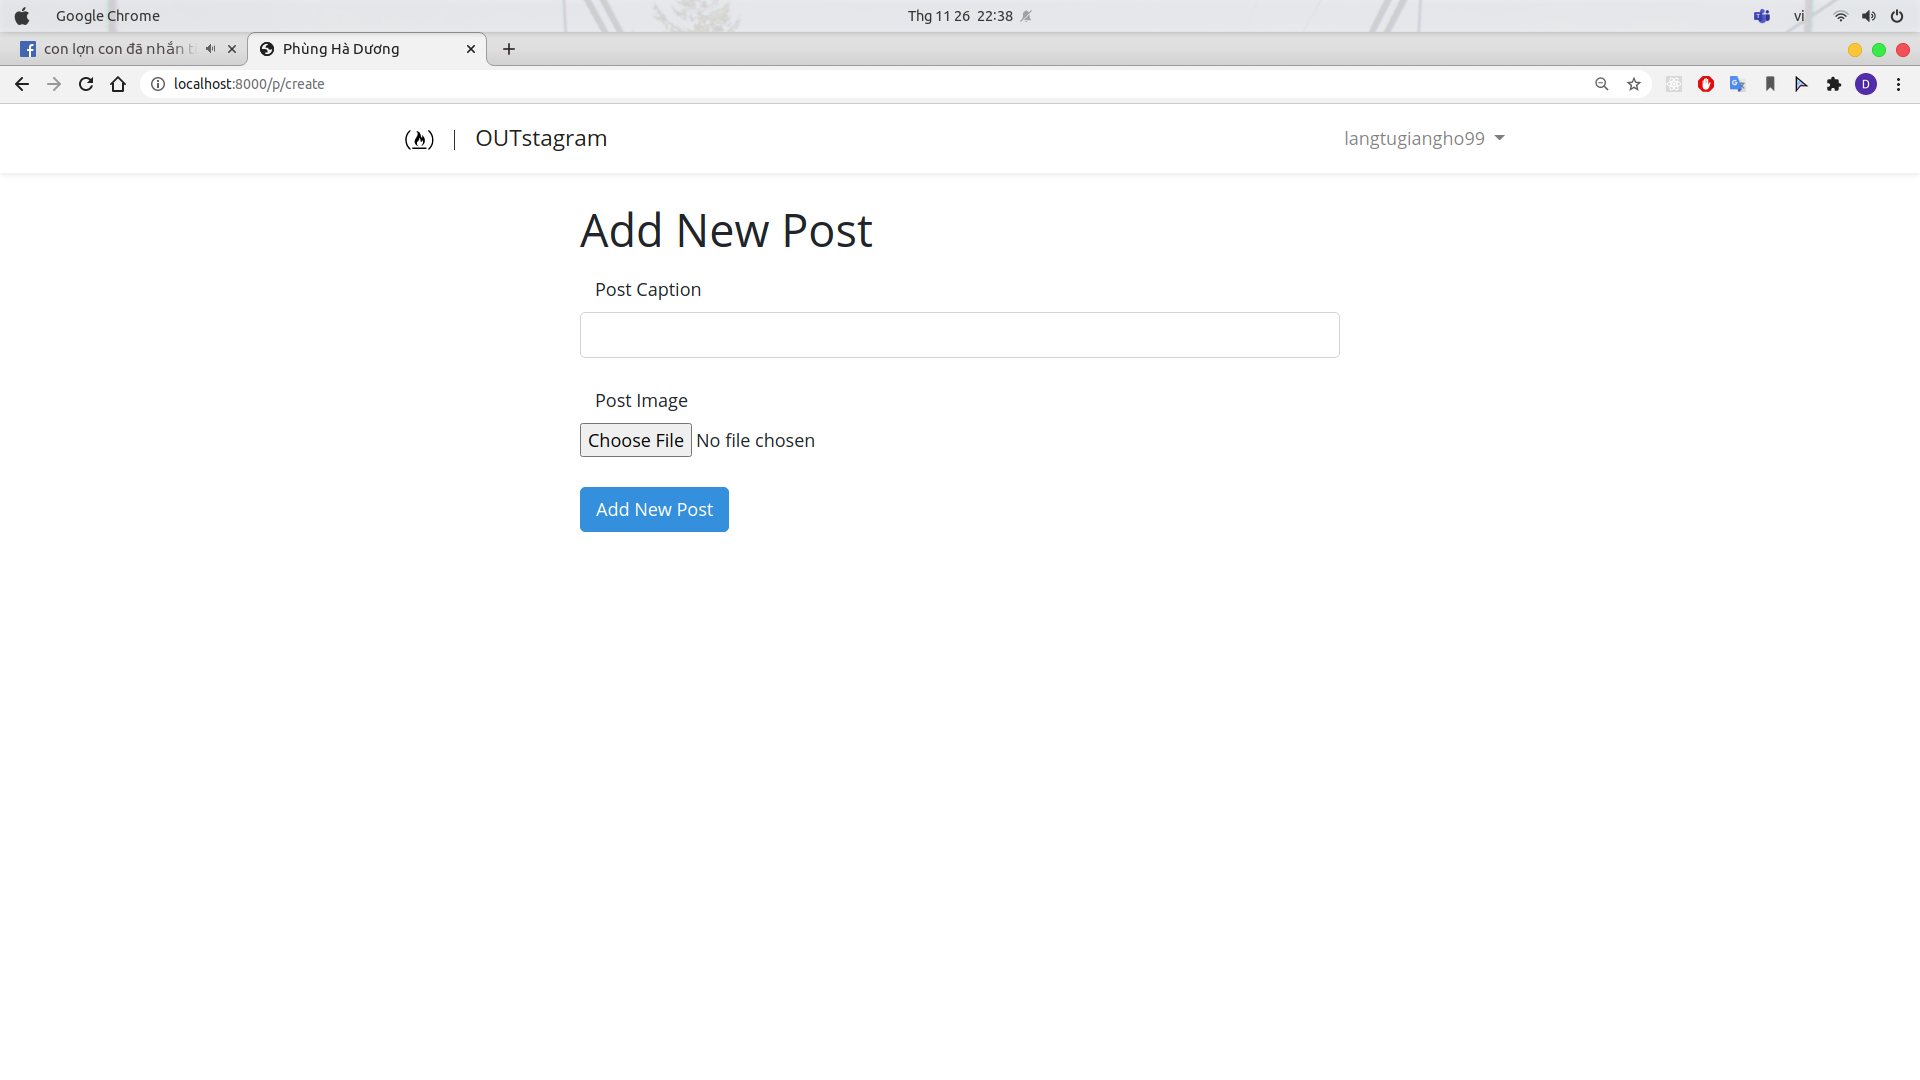 Google Chrome
Thg 11 26 22:38
vi
con lợn con đã nhắn
Phùng Hà Dương
localhost:8000/p/create
D
OUTstagram
langtugiangho99
Add New Post
Post Caption
Post Image
Choose File No file chosen
Add New Post